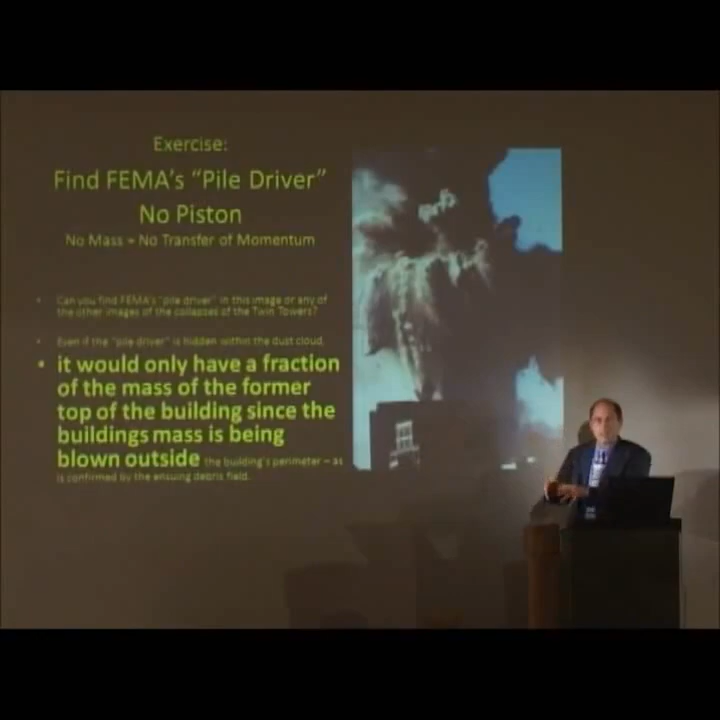 Exercise:
Find FEMA's "Pile Driver"
No Piston
No Mass = No Transfer of Momentum
• Can you find FEMA's "pile driver" in this image or any of
the other images of the collapses of the Twin Towers?
• Even if the "pile driver" is hidden within the dust cloud,
• it would only have a fraction
of the mass of the former
top of the building since the
buildings mass is being
blown outside the building's perimeter – as
is confirmed by the ensuing debris field.